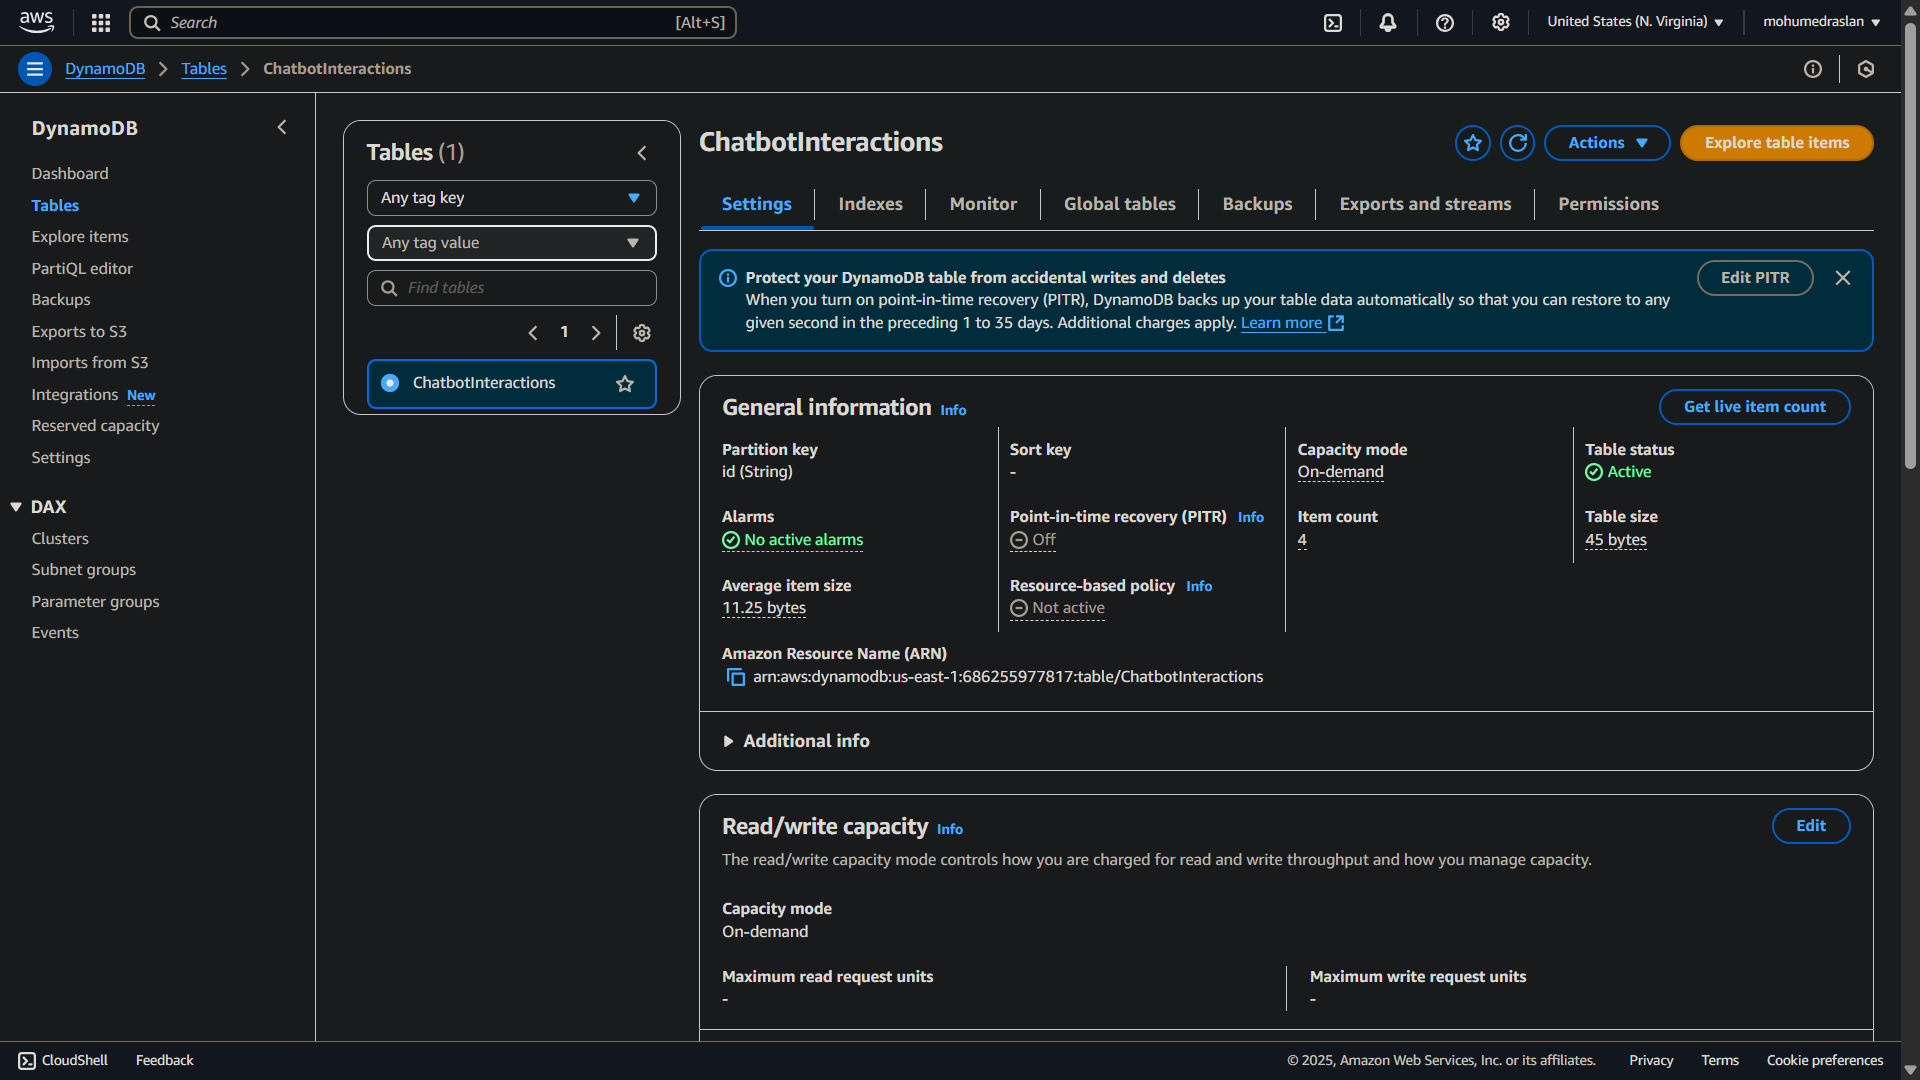 aws
Search [Alt+S]
United States (N. Virginia)
mohumedraslan
DynamoDB
Tables
ChatbotInteractions
DynamoDB
Dashboard
Tables
Explore items
PartiQL editor
Backups
Exports to S3
Imports from S3
Integrations New
Reserved capacity
Settings
DAX
Clusters
Subnet groups
Parameter groups
Events
Tables (1)
Any tag key
Any tag value
Find tables
1
ChatbotInteractions
ChatbotInteractions
Actions
Explore table items
Settings
Indexes
Monitor
Global tables
Backups
Exports and streams
Permissions
Protect your DynamoDB table from accidental writes and deletes
When you turn on point-in-time recovery (PITR), DynamoDB backs up your table data automatically so that you can restore to any
given second in the preceding 1 to 35 days. Additional charges apply. Learn more
Edit PITR
General information Info
Get live item count
Partition key
id (String)
Sort key
-
Capacity mode
On-demand
Table status
Active
Alarms
No active alarms
Point-in-time recovery (PITR) Info
Off
Item count
4
Table size
45 bytes
Average item size
11.25 bytes
Resource-based policy Info
Not active
Amazon Resource Name (ARN)
arn:aws:dynamodb:us-east-1:686255977817:table/ChatbotInteractions
Additional info
Read/write capacity Info
Edit
The read/write capacity mode controls how you are charged for read and write throughput and how you manage capacity.
Capacity mode
On-demand
Maximum read request units
-
Maximum write request units
-
CloudShell
Feedback
© 2025, Amazon Web Services, Inc. or its affiliates.
Privacy
Terms
Cookie preferences